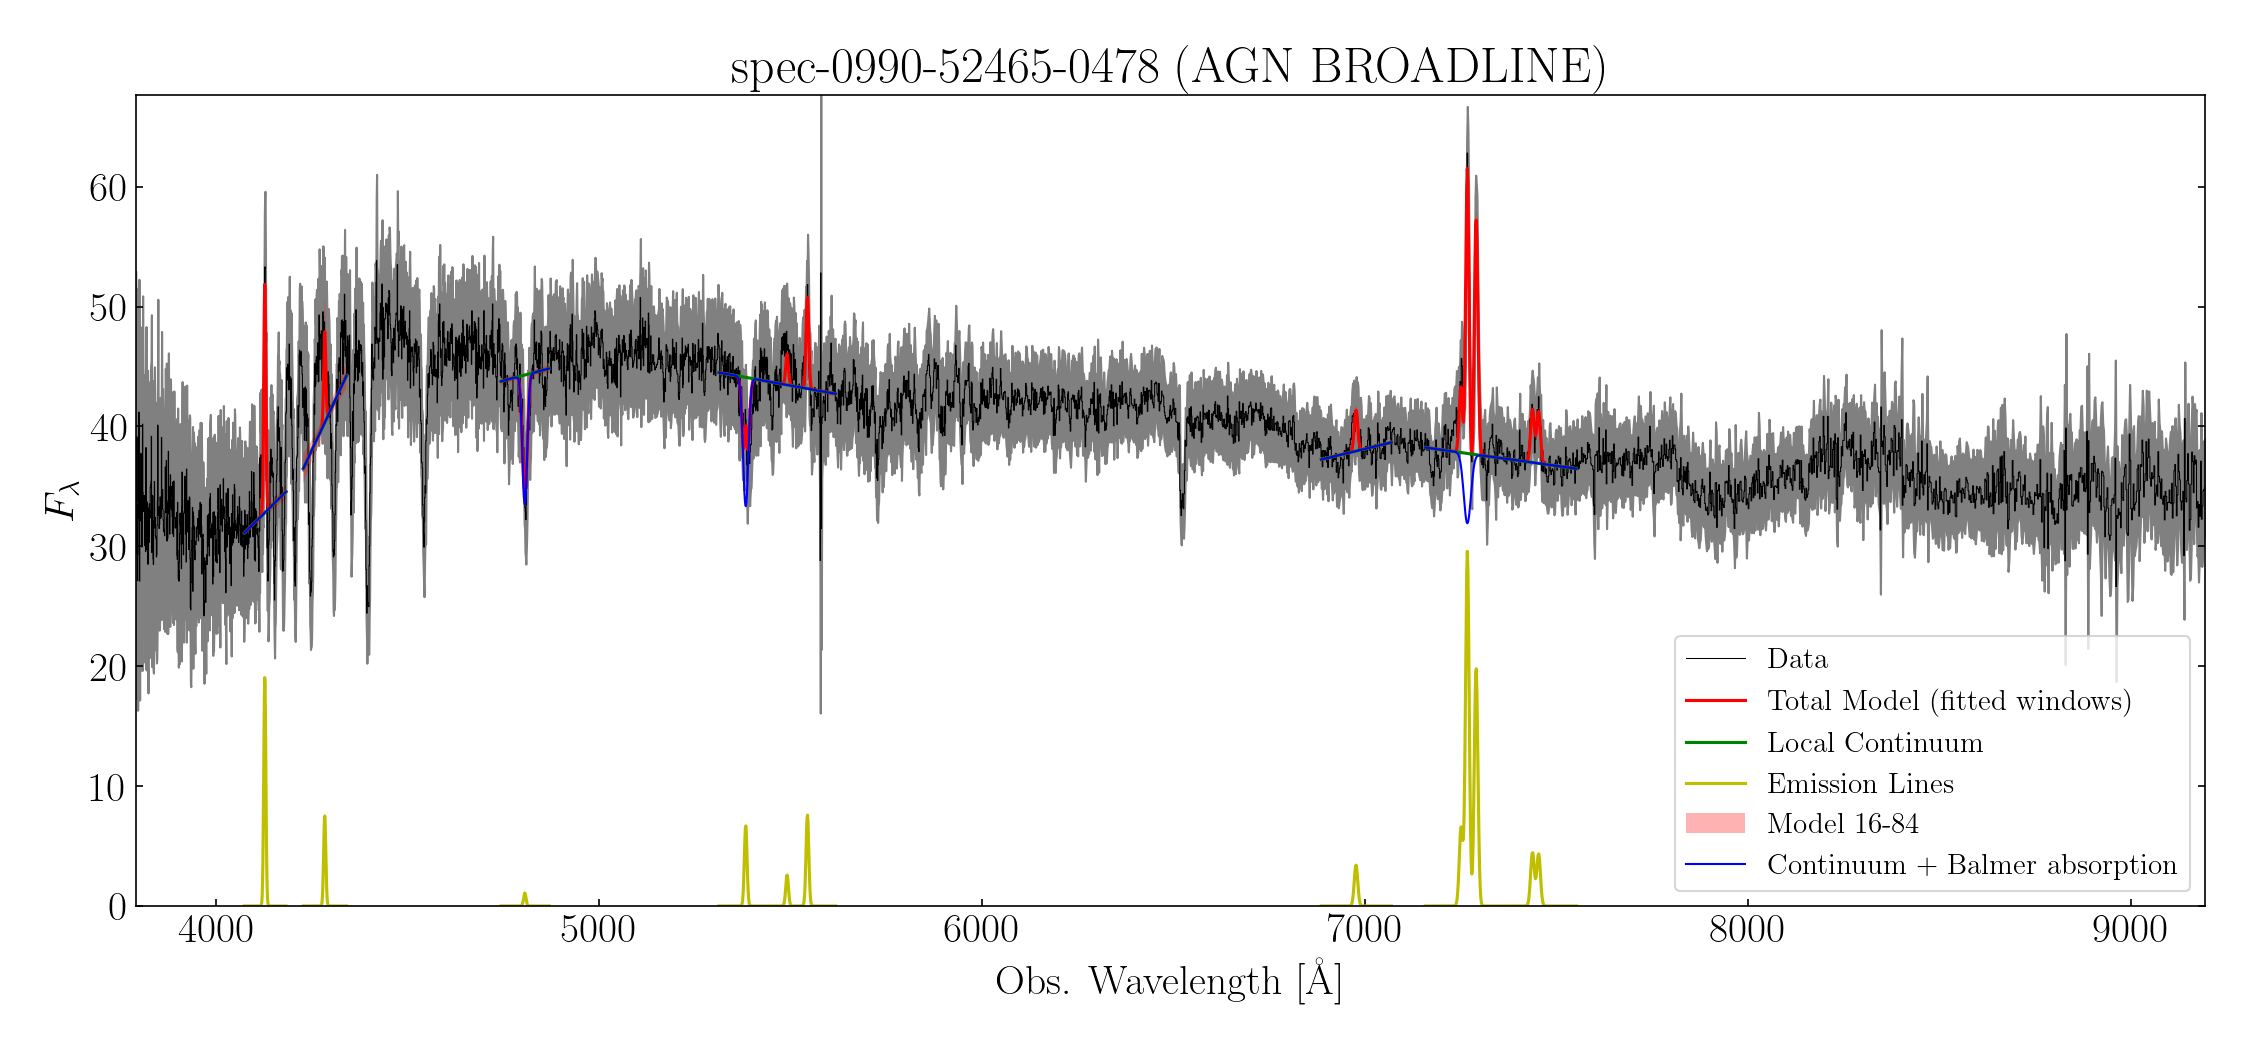 spec-0990-52465-0478 (AGN BROADLINE)
60
50
40
30
20
10
0
F_λ
4000 5000 6000 7000 8000 9000
Obs. Wavelength [Å]
Data
Total Model (fitted windows)
Local Continuum
Emission Lines
Model 16-84
Continuum + Balmer absorption